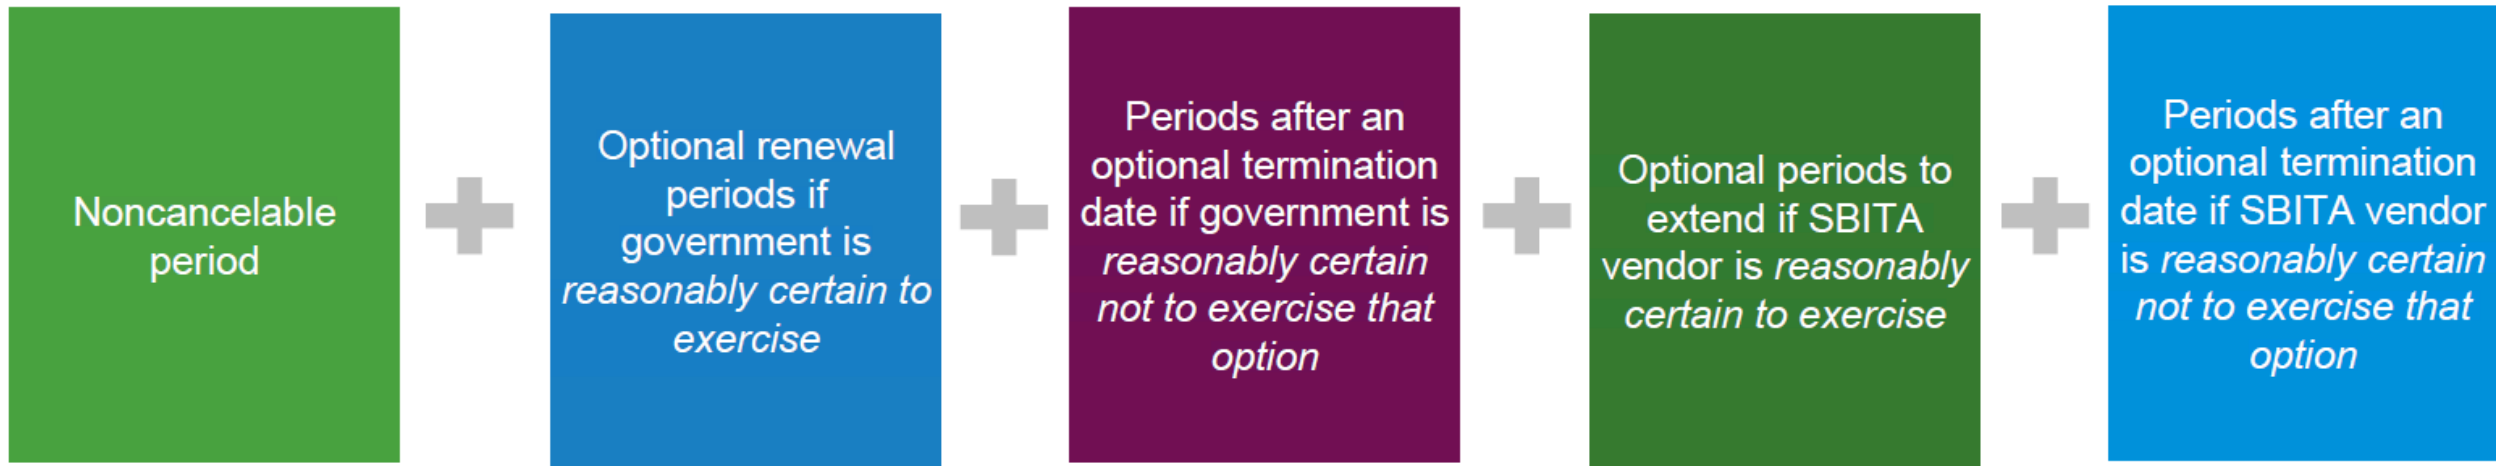 Noncancelable
period
Optional renewal
periods if
government is
reasonably certain to
exercise
Periods after an
optional termination
date if government is
reasonably certain
not to exercise that
option
Optional periods to
extend if SBITA
vendor is reasonably
certain to exercise
Periods after an
optional termination
date if SBITA vendor
is reasonably certain
not to exercise that
option